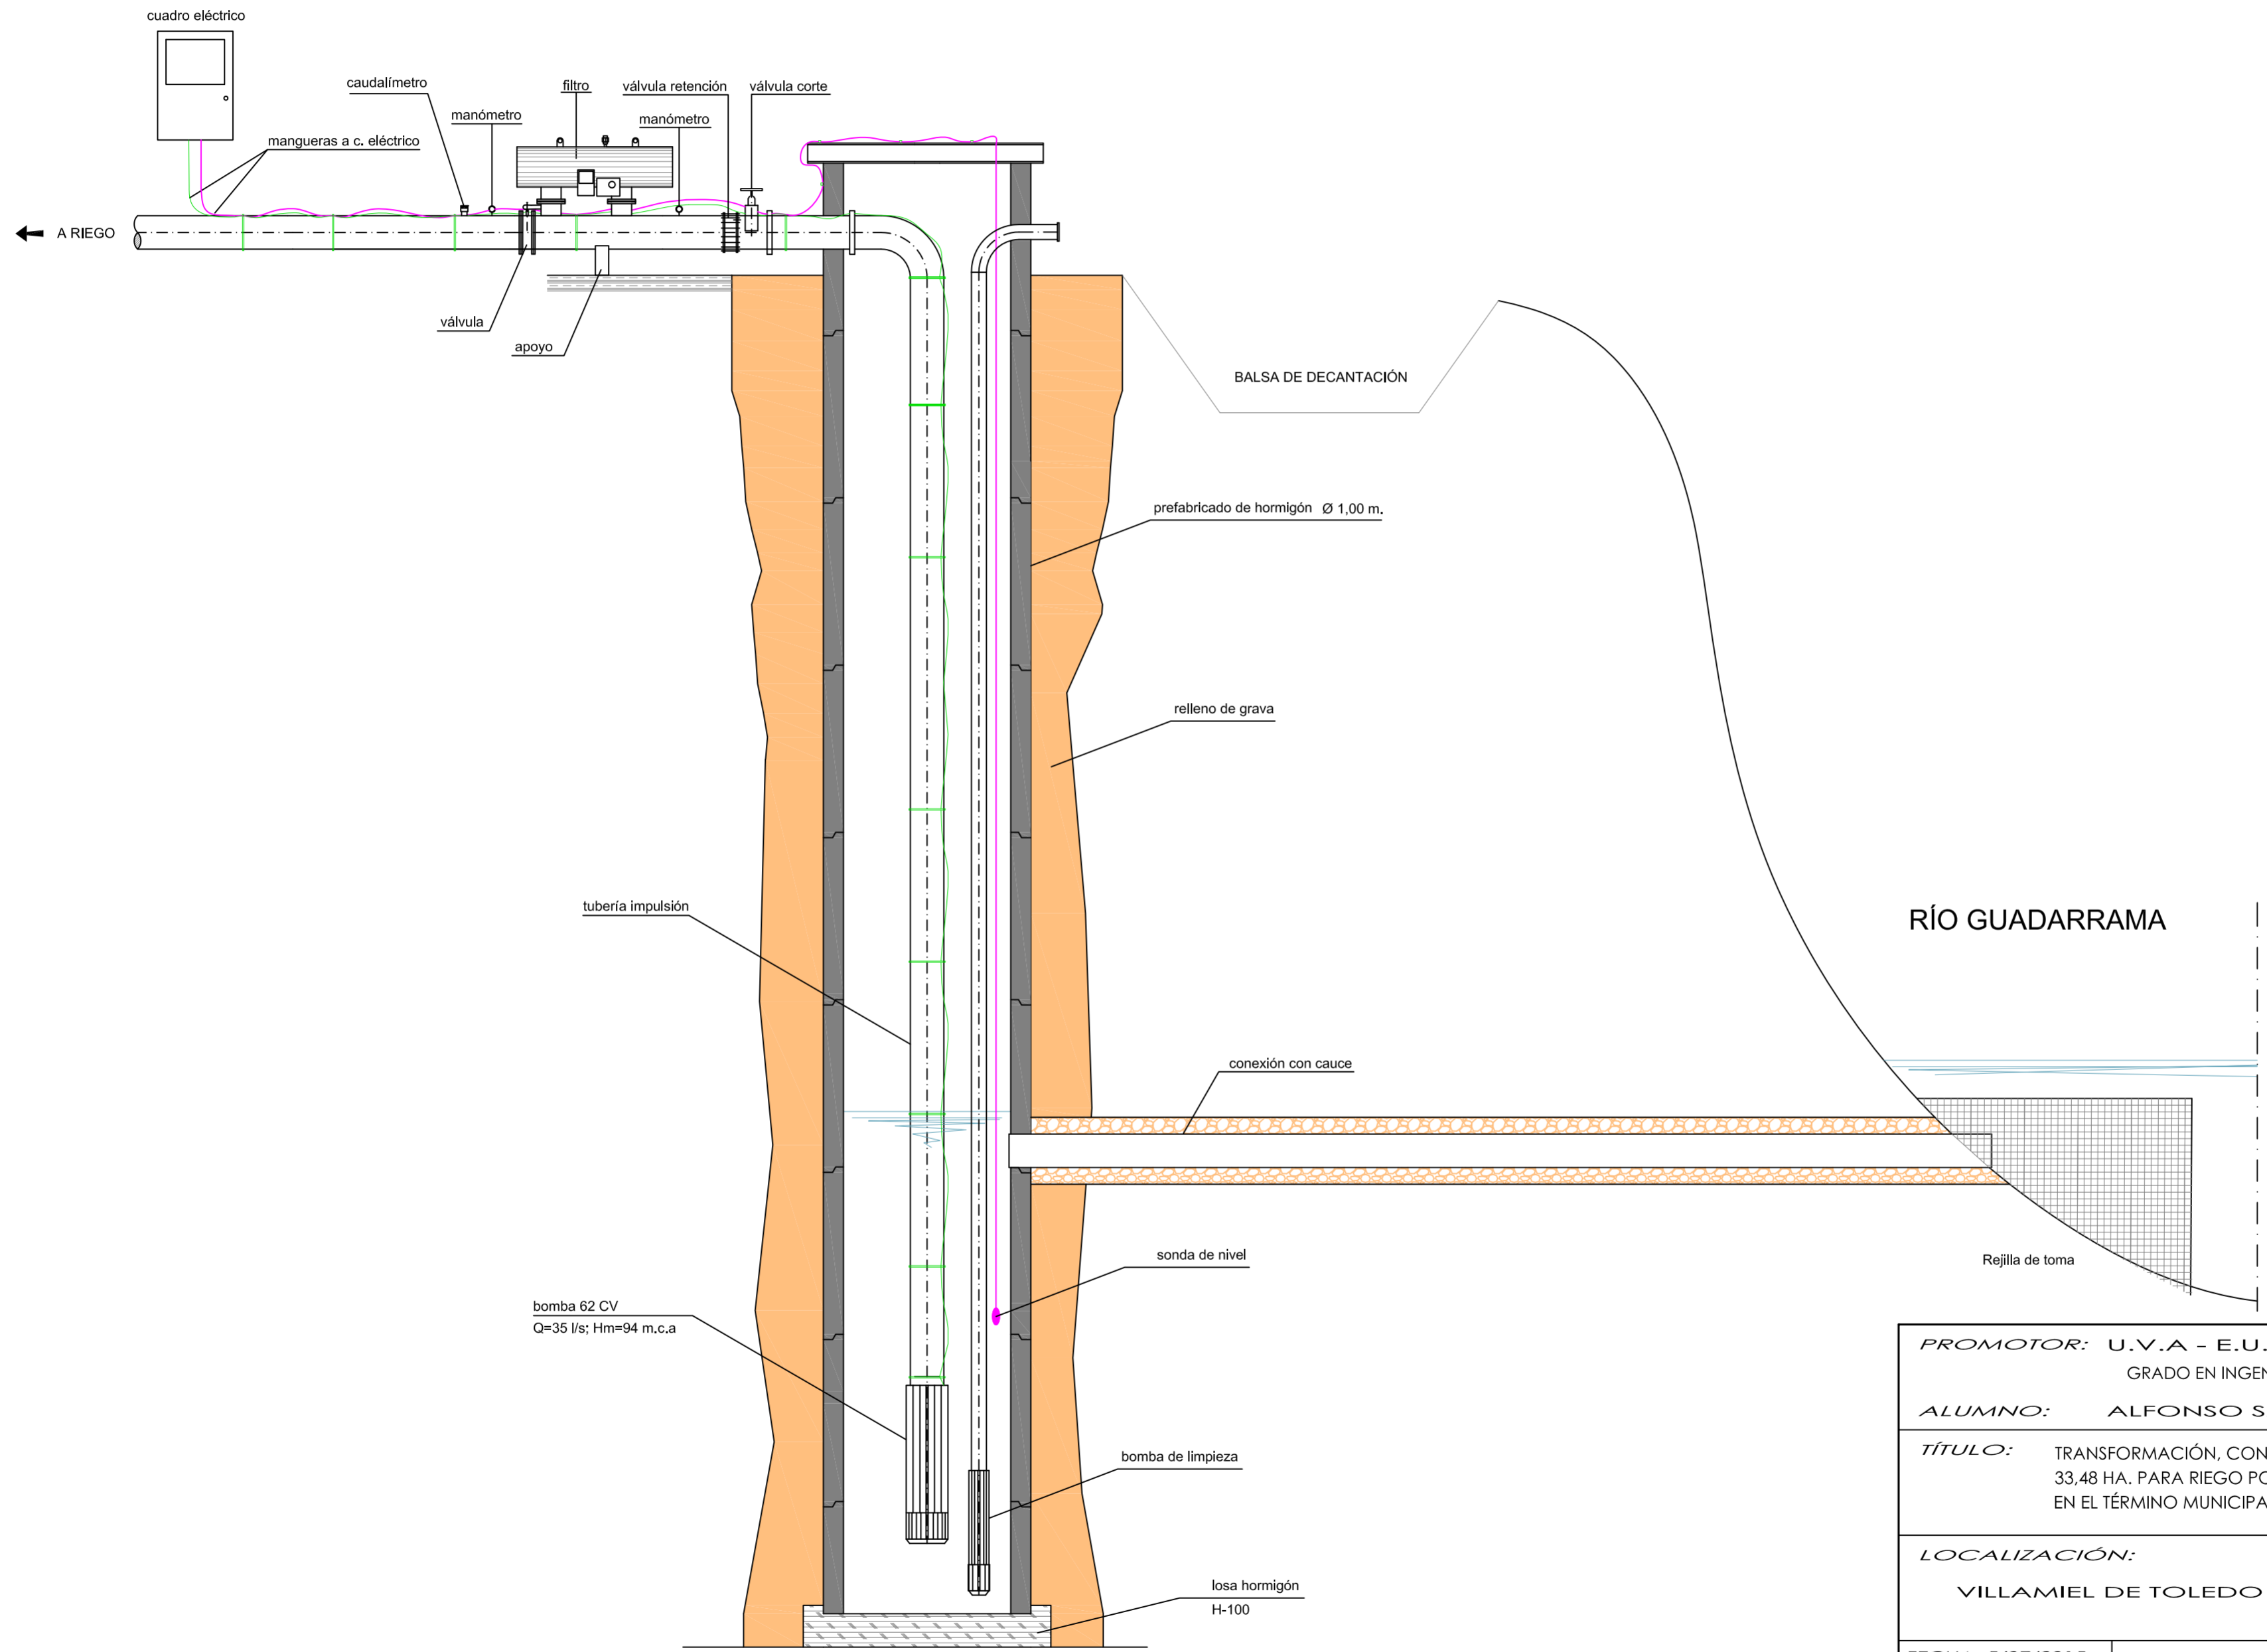 cuadro eléctrico
caudalímetro
filtro
válvula retención
válvula corte
manómetro
manómetro
mangueras a c. eléctrico
A RIEGO
válvula
apoyo
BALSA DE DECANTACIÓN
prefabricado de hormigón Ø 1,00 m.
relleno de grava
tubería impulsión
RÍO GUADARRAMA
conexión con cauce
sonda de nivel
Rejilla de toma
bomba 62 CV
Q=35 l/s; Hm=94 m.c.a
bomba de limpieza
losa hormigón
H-100
PROMOTOR: U.V.A - E.U.
GRADO EN INGEN
ALUMNO: ALFONSO S
TÍTULO: TRANSFORMACIÓN, CON
33,48 HA. PARA RIEGO PO
EN EL TÉRMINO MUNICIPA
LOCALIZACIÓN:
VILLAMIEL DE TOLEDO